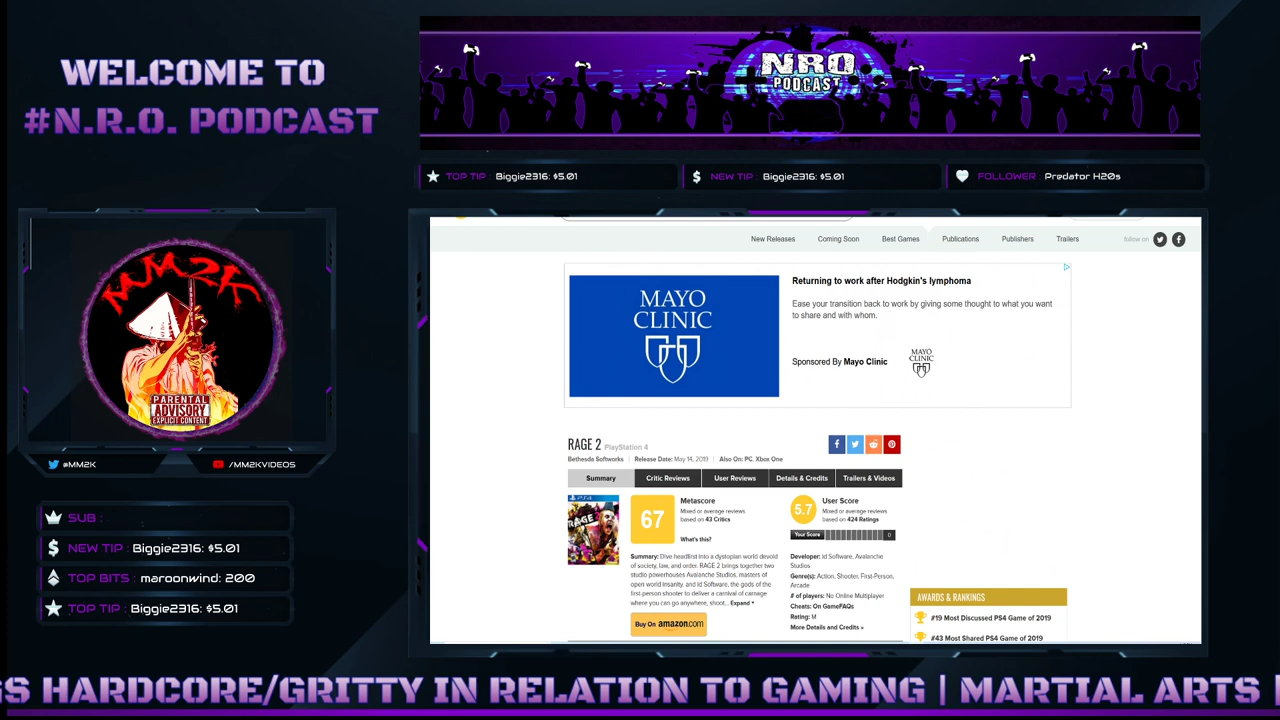 WELCOME TO
#N.R.O. PODCAST
NRO
PODCAST
TOP TIP : Biggie2316: $5.01
NEW TIP : Biggie2316: $5.01
FOLLOWER : Predator H20s
MM2K
PARENTAL
ADVISORY
EXPLICIT CONTENT
@MM2K
/MM2KVIDEOS
SUB :
NEW TIP : Biggie2316: $5.01
TOP BITS : mroonwind: 200
TOP TIP : Biggie2316: $5.01
New Releases Coming Soon Best Games Publications Publishers Trailers follow on
MAYO
CLINIC
Returning to work after Hodgkin's lymphoma
Ease your transition back to work by giving some thought to what you want
to share and with whom.
Sponsored By Mayo Clinic
MAYO
CLINIC
RAGE 2 PlayStation 4
Bethesda Softworks | Release Date: May 14, 2019 | Also On: PC, Xbox One
Summary Critic Reviews User Reviews Details & Credits Trailers & Videos
PS4
RAGE
67
Metascore
Mixed or average reviews
based on 43 Critics
What's this?
5.7
User Score
Mixed or average reviews
based on 424 Ratings
Your Score 0
Summary: Dive headfirst into a dystopian world devoid
of society, law, and order. RAGE 2 brings together two
studio powerhouses Avalanche Studios, masters of
open world insanity, and id Software, the gods of the
first-person shooter to deliver a carnival of carnage
where you can go anywhere, shoot... Expand
Buy On amazon.com
Developer: id Software, Avalanche
Studios
Genre(s): Action, Shooter, First-Person,
Arcade
# of players: No Online Multiplayer
Cheats: On GameFAQs
Rating: M
More Details and Credits »
AWARDS & RANKINGS
#19 Most Discussed PS4 Game of 2019
#43 Most Shared PS4 Game of 2019
GS HARDCORE/GRITTY IN RELATION TO GAMING | MARTIAL ARTS |